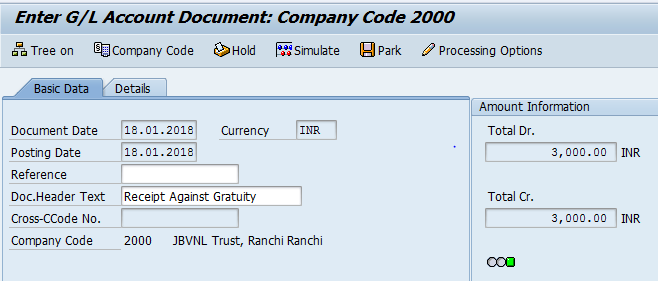 Enter G/L Account Document: Company Code 2000
Tree on Company Code Hold Simulate Park Processing Options
Basic Data Details
Amount Information
Document Date 18.01.2018 Currency INR
Total Dr.
Posting Date 18.01.2018
3,000.00 INR
Reference
Doc.Header Text Receipt Against Gratuity
Total Cr.
Cross-CCode No.
3,000.00 INR
Company Code 2000 JBVNL Trust, Ranchi Ranchi